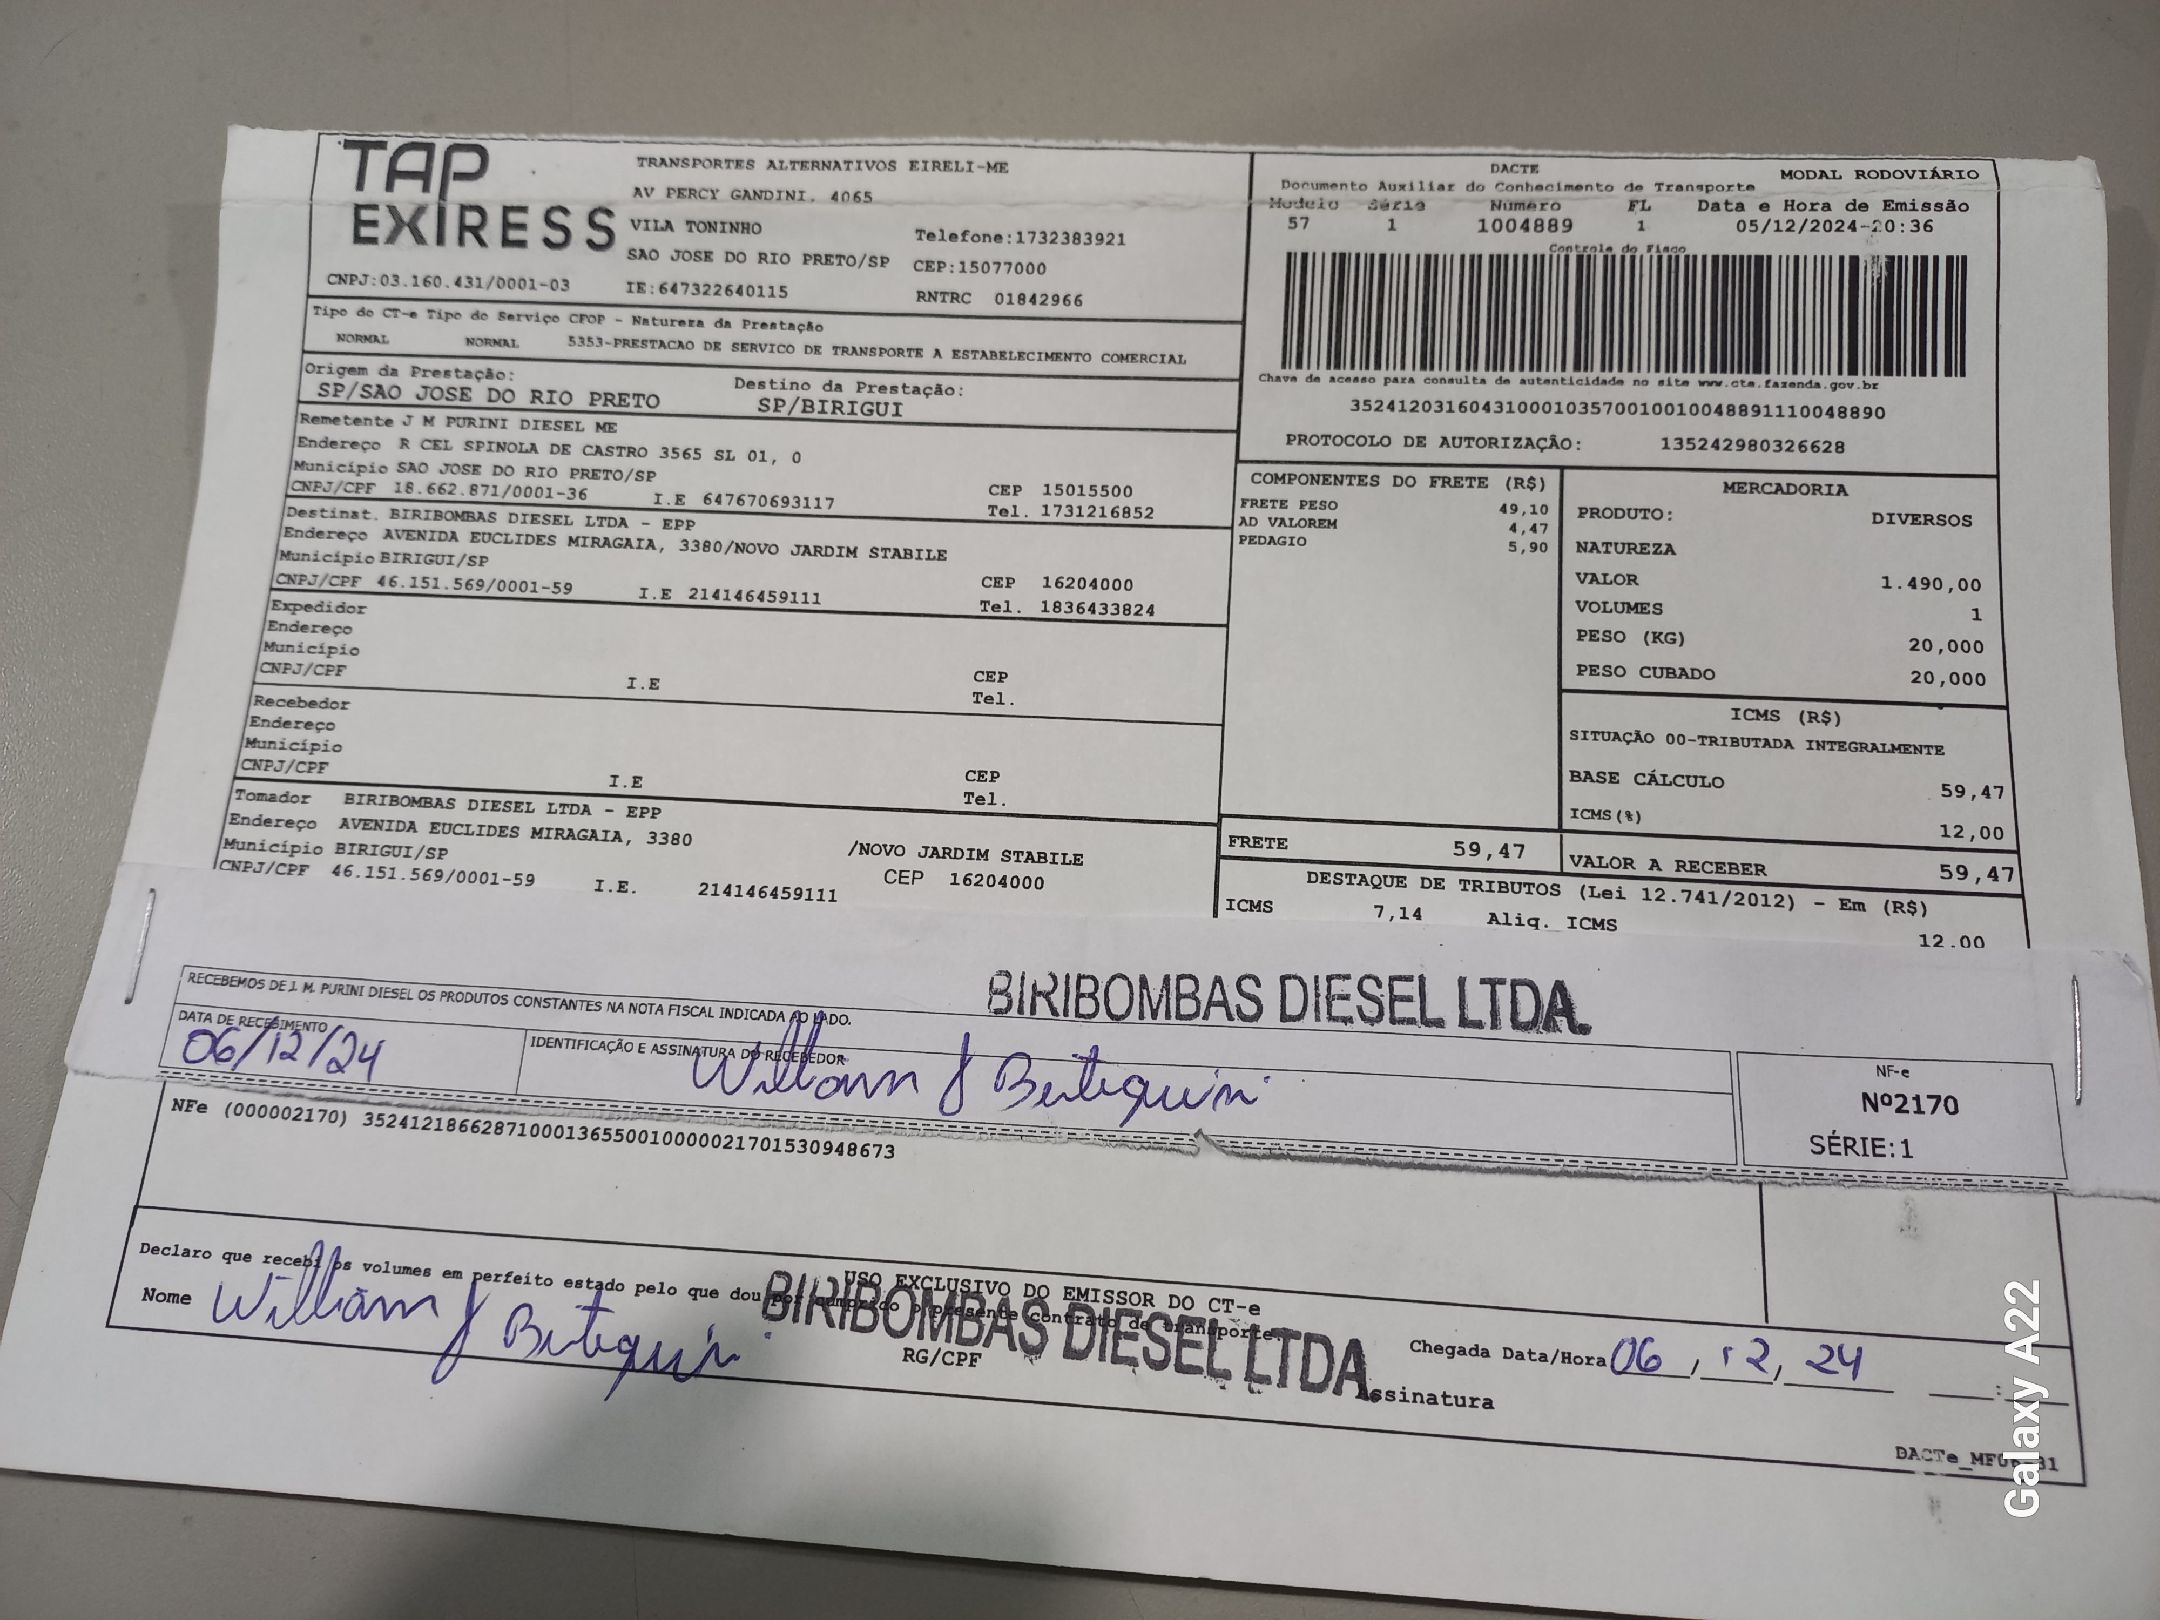 TAP
EXIRESS
TRANSPORTES ALTERNATIVOS EIRELI-ME
AV PERCY GANDINI. 4065
VILA TONINHO
Telefone:1732383921
SAO JOSE DO RIO PRETO/SP
CEP:15077000
CNPJ:03.160.431/0001-03
IE:647322640115
RNTRC 01842966
DACTE
MODAL RODOVIÁRIO
Documento Auxiliar do Conhecimento de Transporte
Modelo Série Número FL Data e Hora de Emissão
57 1 1004889 1 05/12/2024-20:36
Controle do Fisco
Chave de acesso para consulta de autenticidade no site www.cte.fazenda.gov.br
35241203160431000103570010010048891110048890
PROTOCOLO DE AUTORIZAÇÃO: 135242980326628
Tipo do CT-e Tipo do Serviço CFOP - Natureza da Prestação
NORMAL NORMAL 5353-PRESTACAO DE SERVICO DE TRANSPORTE A ESTABELECIMENTO COMERCIAL
Origem da Prestação: Destino da Prestação:
SP/SAO JOSE DO RIO PRETO SP/BIRIGUI
Remetente J M PURINI DIESEL ME
Endereço R CEL SPINOLA DE CASTRO 3565 SL 01, 0
Município SAO JOSE DO RIO PRETO/SP CEP 15015500
CNPJ/CPF 18.662.871/0001-36 I.E 647670693117 Tel. 1731216852
Destinat. BIRIBOMBAS DIESEL LTDA - EPP
Endereço AVENIDA EUCLIDES MIRAGAIA, 3380/NOVO JARDIM STABILE
Município BIRIGUI/SP CEP 16204000
CNPJ/CPF 46.151.569/0001-59 I.E 214146459111 Tel. 1836433824
Expedidor
Endereço
Município CEP
CNPJ/CPF I.E Tel.
Recebedor
Endereço
Município CEP
CNPJ/CPF I.E Tel.
Tomador BIRIBOMBAS DIESEL LTDA - EPP
Endereço AVENIDA EUCLIDES MIRAGAIA, 3380 /NOVO JARDIM STABILE
Município BIRIGUI/SP CEP 16204000
CNPJ/CPF 46.151.569/0001-59 I.E. 214146459111
COMPONENTES DO FRETE (R$)
FRETE PESO 49,10
AD VALOREM 4,47
PEDAGIO 5,90
MERCADORIA
PRODUTO: DIVERSOS
NATUREZA
VALOR 1.490,00
VOLUMES 1
PESO (KG) 20,000
PESO CUBADO 20,000
ICMS (R$)
SITUAÇÃO 00-TRIBUTADA INTEGRALMENTE
BASE CÁLCULO 59,47
ICMS(%) 12,00
FRETE 59,47 VALOR A RECEBER 59,47
DESTAQUE DE TRIBUTOS (Lei 12.741/2012) - Em (R$)
ICMS 7,14 Aliq. ICMS 12.00
BIRIBOMBAS DIESEL LTDA.
RECEBEMOS DE J. M. PURINI DIESEL OS PRODUTOS CONSTANTES NA NOTA FISCAL INDICADA AO LADO.
DATA DE RECEBIMENTO
06/12/24
IDENTIFICAÇÃO E ASSINATURA DO RECEBEDOR
William J Betequini
NF-e
Nº2170
SÉRIE:1
NFe (000002170) 35241218662871000136550010000021701530948673
USO EXCLUSIVO DO EMISSOR DO CT-e
Declaro que recebi os volumes em perfeito estado pelo que dou por cumprido o presente contrato de transporte.
BIRIBOMBAS DIESEL LTDA.
Nome William J Betequini
RG/CPF
Assinatura
Chegada Data/Hora 06, 12, 24 :
Galaxy A22